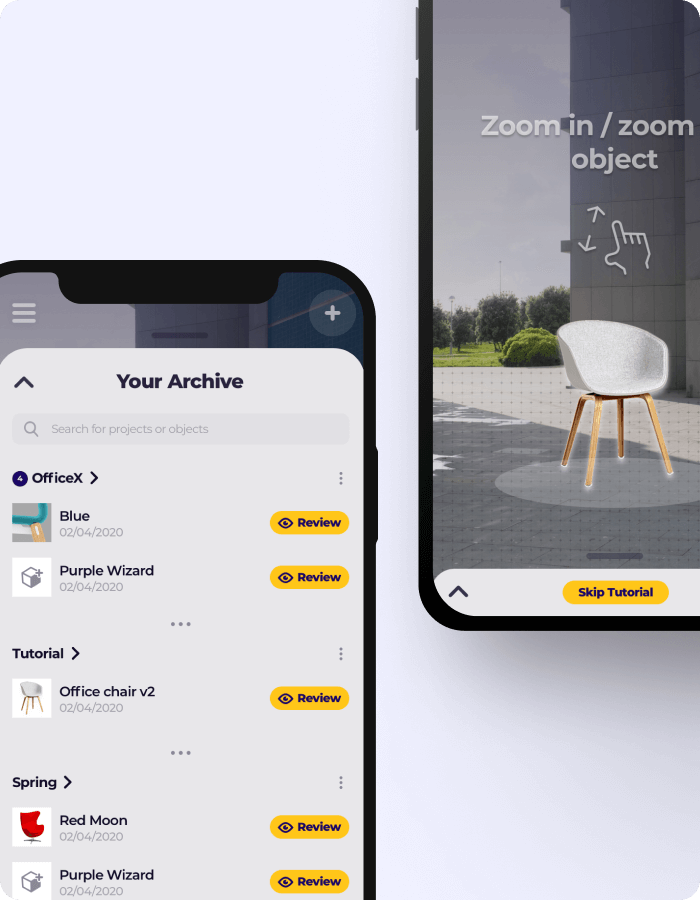 Zoom in / zoom
object
Your Archive
Search for projects or objects
4 OfficeX
Blue
02/04/2020
Review
Purple Wizard
02/04/2020
Review
Tutorial
Office chair v2
02/04/2020
Review
Spring
Red Moon
02/04/2020
Review
Purple Wizard
02/04/2020
Review
Skip Tutorial